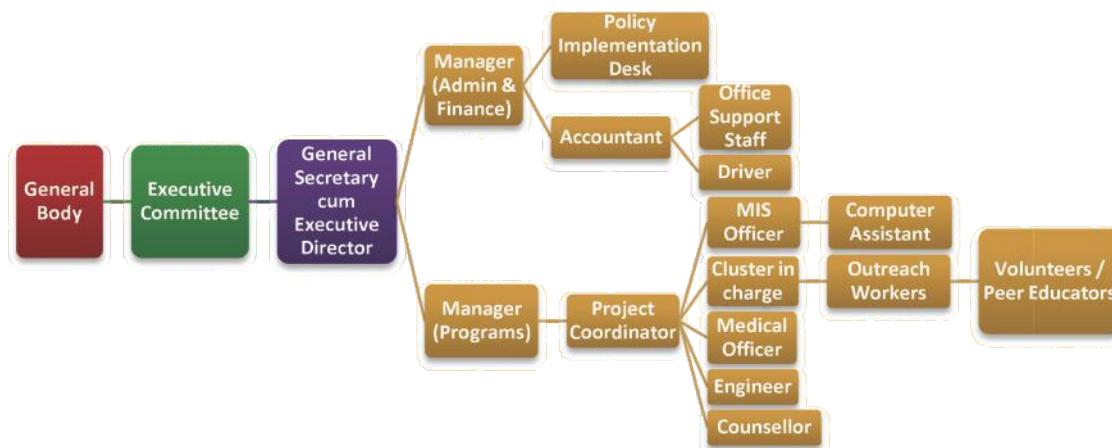 General
Body
Executive
Committee
General
Secretary
cum
Executive
Director
Manager
(Admin &
Finance)
Policy
Implementation
Desk
Accountant
Office
Support
Staff
Driver
Manager
(Programs)
Project
Coordinator
MIS
Officer
Computer
Assistant
Cluster in
charge
Outreach
Workers
Volunteers /
Peer Educators
Medical
Officer
Engineer
Counsellor